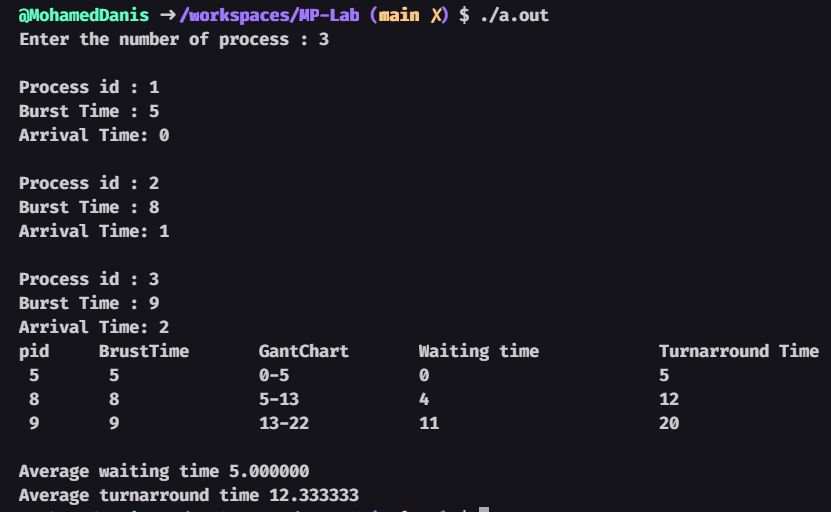 @MohamedDanis ➜/workspaces/MP-Lab (main ✗) $ ./a.out
Enter the number of process : 3
Process id : 1
Burst Time : 5
Arrival Time: 0
Process id : 2
Burst Time : 8
Arrival Time: 1
Process id : 3
Burst Time : 9
Arrival Time: 2
pid BrustTime GantChart Waiting time Turnarround Time
5 5 0-5 0 5
8 8 5-13 4 12
9 9 13-22 11 20
Average waiting time 5.000000
Average turnarround time 12.333333